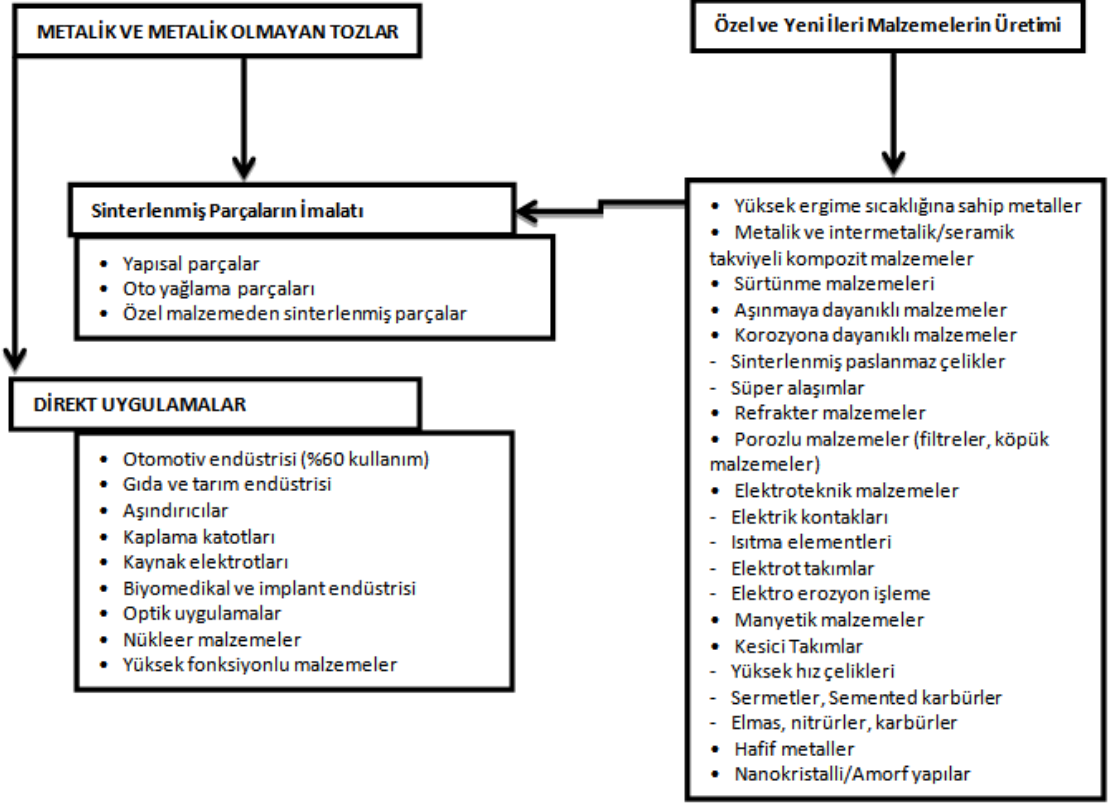 METALİK VE METALİK OLMAYAN TOZLAR
Özel ve Yeni İleri Malzemelerin Üretimi
Sinterlenmiş Parçaların İmalatı
• Yapısal parçalar
• Oto yağlama parçaları
• Özel malzemeden sinterlenmiş parçalar
DİREKT UYGULAMALAR
• Otomotiv endüstrisi (%60 kullanım)
• Gıda ve tarım endüstrisi
• Aşındırıcılar
• Kaplama katotları
• Kaynak elektrotları
• Biyomedikal ve implant endüstrisi
• Optik uygulamalar
• Nükleer malzemeler
• Yüksek fonksiyonlu malzemeler
• Yüksek ergime sıcaklığına sahip metaller
• Metalik ve intermetalik/seramik
takviyeli kompozit malzemeler
• Sürtünme malzemeleri
• Aşınmaya dayanıklı malzemeler
• Korozyona dayanıklı malzemeler
- Sinterlenmiş paslanmaz çelikler
- Süper alaşımlar
• Refrakter malzemeler
• Porozlu malzemeler (filtreler, köpük
malzemeler)
• Elektroteknik malzemeler
- Elektrik kontakları
- Isıtma elementleri
- Elektrot takımlar
- Elektro erozyon işleme
• Manyetik malzemeler
• Kesici Takımlar
- Yüksek hız çelikleri
- Sermetler, Semented karbürler
- Elmas, nitrürler, karbürler
• Hafif metaller
• Nanokristalli/Amorf yapılar